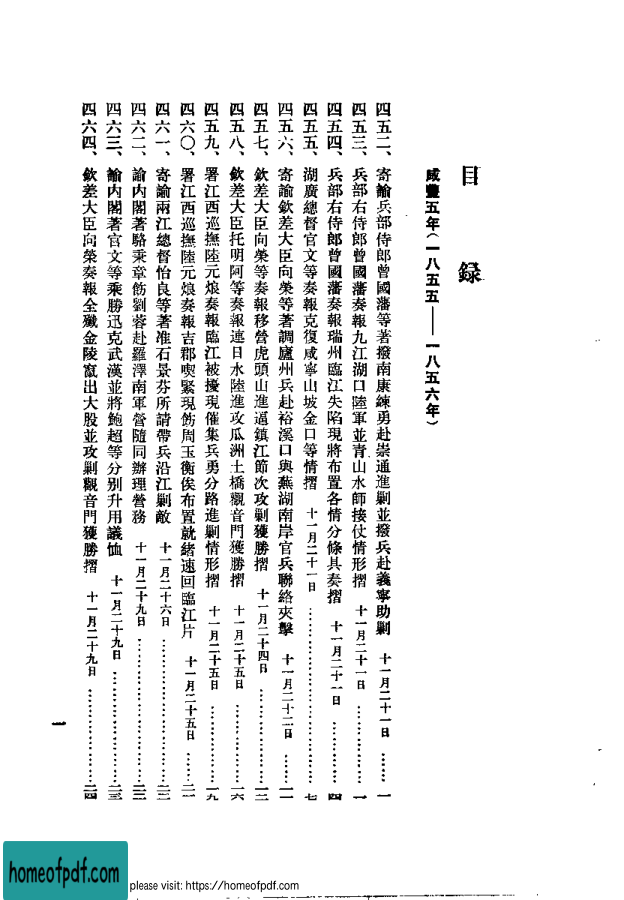 目錄
咸豐五年(一八五五——一八五六年)
四五二、寄諭兵部侍郎曾國藩等著撥南康練勇赴崇通進剿並撥兵赴義寧助剿 十一月二十一日……一
四五三、兵部右侍郎曾國藩奏報九江湖口陸軍並青山水師接仗情形摺 十一月二十一日……一
四五四、兵部右侍郎曾國藩奏報瑞州臨江失陷現將布置各情分條具奏摺 十一月二十一日……四
四五五、湖廣總督官文等奏報克復咸寧山坡金口等情摺 十一月二十一日……七
四五六、寄諭欽差大臣向榮等著調廬州兵赴裕溪口與蕪湖南岸官兵聯絡夾擊 十一月二十二日……一一
四五七、欽差大臣向榮等奏報移營虎頭山進逼鎮江節次攻剿獲勝摺 十一月二十四日……一三
四五八、欽差大臣托明阿等奏報連日水陸進攻瓜洲土橋觀音門獲勝摺 十一月二十五日……一六
四五九、署江西巡撫陸元烺奏報臨江被擾現催集兵勇分路進剿情形摺 十一月二十五日……一九
四六〇、署江西巡撫陸元烺奏報吉郡喫緊現飭周玉衡俟布置就緒速回臨江片 十一月二十五日……二一
四六一、寄諭兩江總督怡良等著准石景芬所請帶兵沿江剿敵 十一月二十六日……二二
四六二、諭內閣著駱秉章飭劉蓉赴羅澤南軍營隨同辦理營務 十一月二十九日……二三
四六三、諭內閣著官文等乘勝迅克武漢並將鮑超等分別升用議恤 十一月二十九日……二三
四六四、欽差大臣向榮奏報全殲金陵竄出大股並攻剿觀音門獲勝摺 十一月二十九日……二四
一
homeofpdf.com
please visit: https://homeofpdf.com